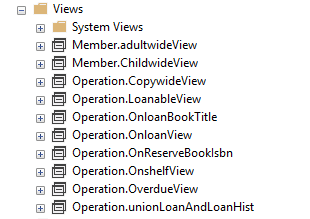 Views
System Views
Member.adultwideView
Member.ChildwideView
Operation.CopywideView
Operation.LoanableView
Operation.OnloanBookTitle
Operation.OnloanView
Operation.OnReserveBookIsbn
Operation.OnshelfView
Operation.OverdueView
Operation.unionLoanAndLoanHist